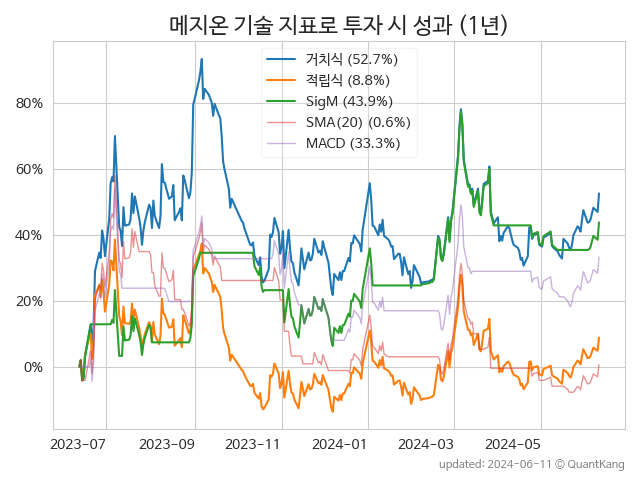 메지온 기술 지표로 투자 시 성과 (1년)
거치식 (52.7%)
적립식 (8.8%)
SigM (43.9%)
SMA(20) (0.6%)
MACD (33.3%)
80%
60%
40%
20%
0%
2023-07 2023-09 2023-11 2024-01 2024-03 2024-05
updated: 2024-06-11 © QuantKang